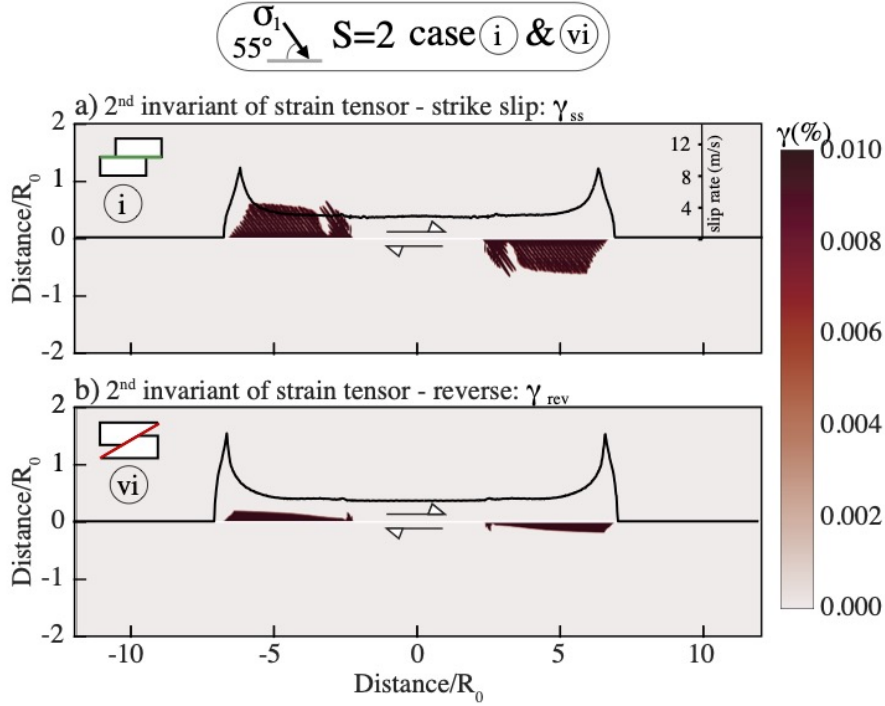 σ₁
55° S=2 case i & vi
a) 2nd invariant of strain tensor - strike slip: γss
γ(%)
2
1
0
-1
-2
Distance/R₀
i
12
8
4
slip rate (m/s)
0.010
0.008
0.006
0.004
0.002
0.000
b) 2nd invariant of strain tensor - reverse: γrev
2
1
0
-1
-2
Distance/R₀
vi
-10 -5 0 5 10
Distance/R₀